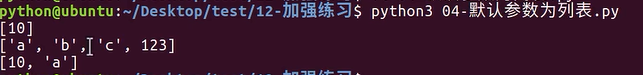 python@ubuntu:~/Desktop/test/12-加强练习$ python3 04-默认参数为列表.py
[10]
['a', 'b', 'c', 123]
[10, 'a']